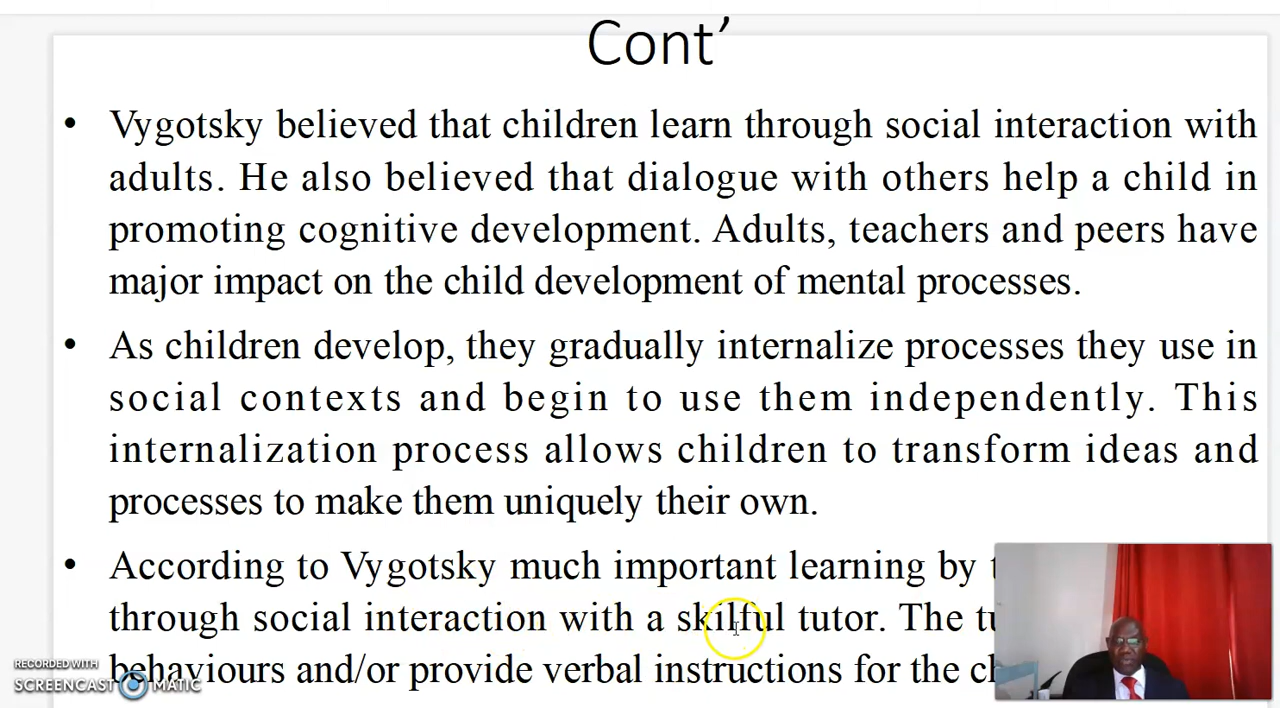 Cont’
• Vygotsky believed that children learn through social interaction with
adults. He also believed that dialogue with others help a child in
promoting cognitive development. Adults, teachers and peers have
major impact on the child development of mental processes.
• As children develop, they gradually internalize processes they use in
social contexts and begin to use them independently. This
internalization process allows children to transform ideas and
processes to make them uniquely their own.
• According to Vygotsky much important learning by
through social interaction with a skilful tutor. The
behaviours and/or provide verbal instructions for the
RECORDED WITH
SCREENCAST MATIC